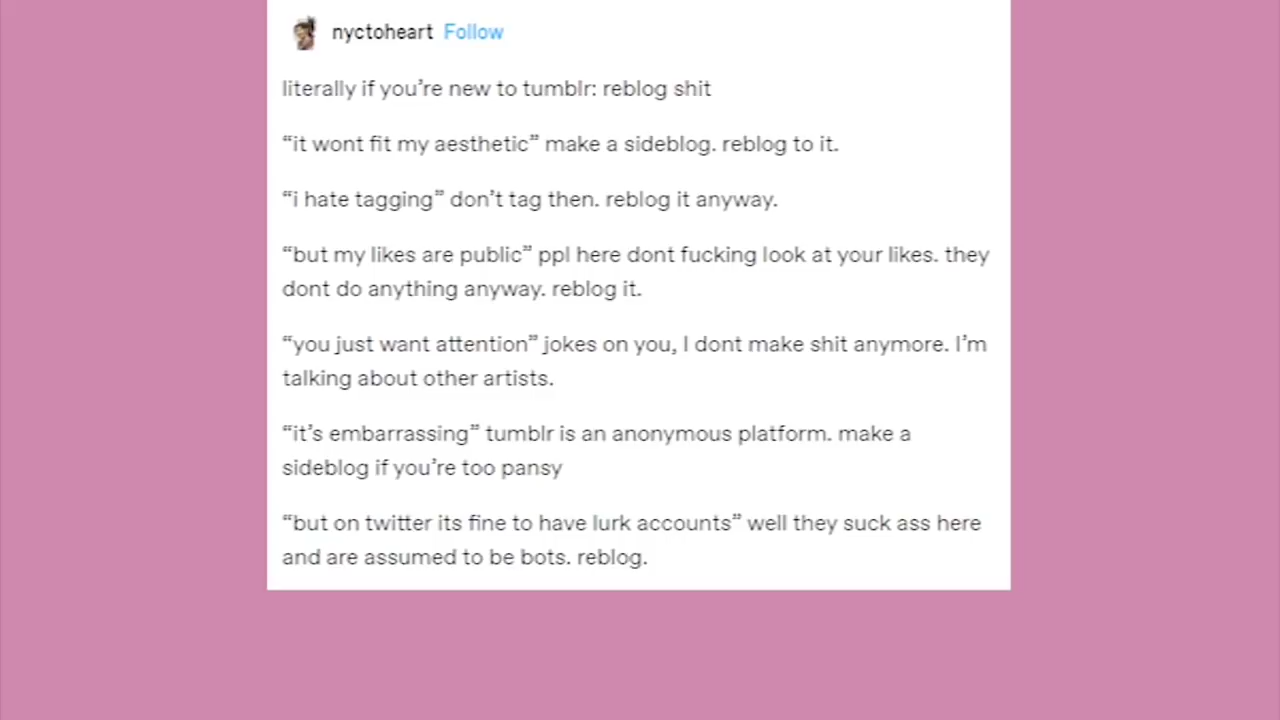 nyctoheart Follow
literally if you’re new to tumblr: reblog shit
“it wont fit my aesthetic” make a sideblog. reblog to it.
“i hate tagging” don’t tag then. reblog it anyway.
“but my likes are public” ppl here dont fucking look at your likes. they
dont do anything anyway. reblog it.
“you just want attention” jokes on you, I dont make shit anymore. I’m
talking about other artists.
“it’s embarrassing” tumblr is an anonymous platform. make a
sideblog if you’re too pansy
“but on twitter its fine to have lurk accounts” well they suck ass here
and are assumed to be bots. reblog.